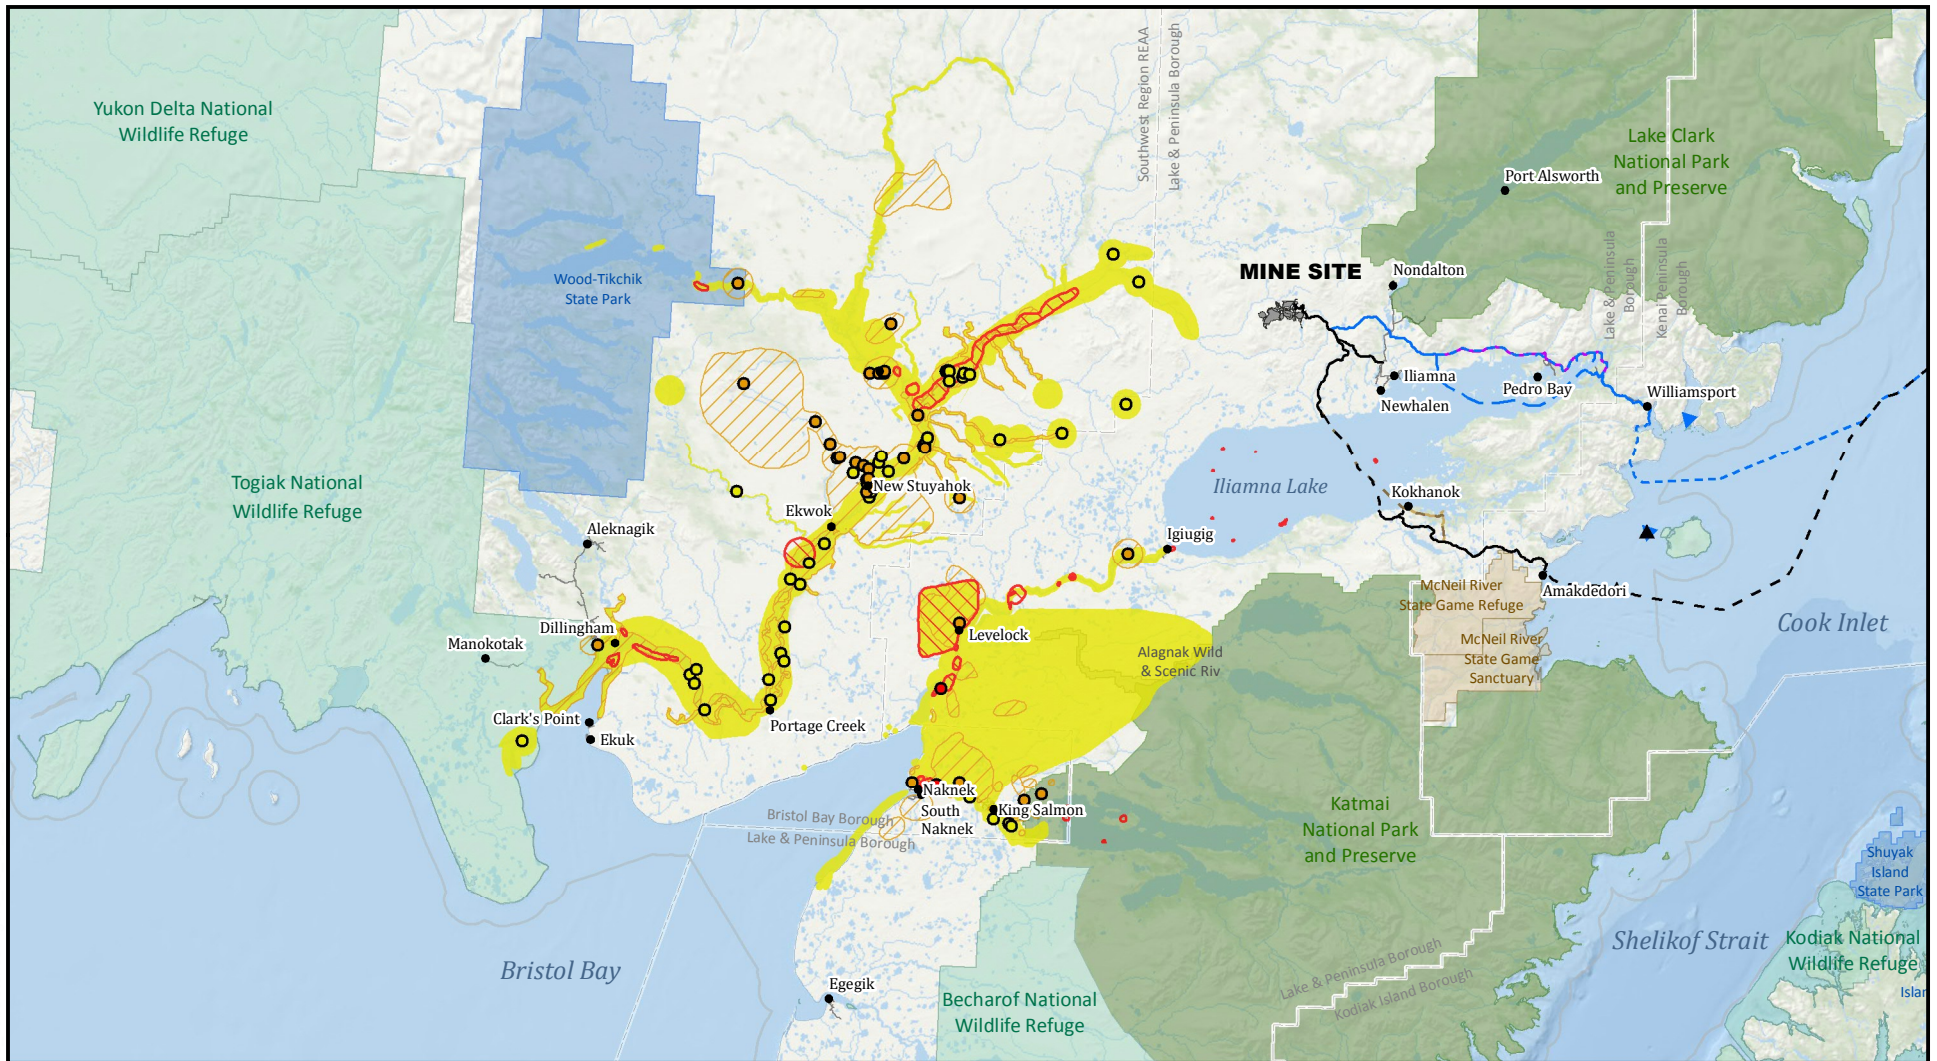 Yukon Delta National
Wildlife Refuge
Southwest Region REAA
Lake & Peninsula Borough
Lake Clark
National Park
and Preserve
Port Alsworth
Wood-Tikchik
State Park
MINE SITE
Nondalton
Lake & Peninsula
Borough
Kenai Peninsula
Borough
Iliamna
Newhalen
Pedro Bay
Williamsport
Togiak National
Wildlife Refuge
New Stuyahok
Iliamna Lake
Kokhanok
Ekwok
Aleknagik
Igiugig
McNeil River
State Game Refuge
Amakdedori
Cook Inlet
Dillingham
Manokotak
Levelock
Alagnak Wild
& Scenic Riv
McNeil River
State Game
Sanctuary
Clark's Point
Ekuk
Portage Creek
Naknek
South
Naknek
King Salmon
Bristol Bay Borough
Lake & Peninsula Borough
Katmai
National Park
and Preserve
Shuyak
Island
State Park
Bristol Bay
Egegik
Becharof National
Wildlife Refuge
Lake & Peninsula Borough
Kodiak Island Borough
Shelikof Strait
Kodiak National
Wildlife Refuge
Islan